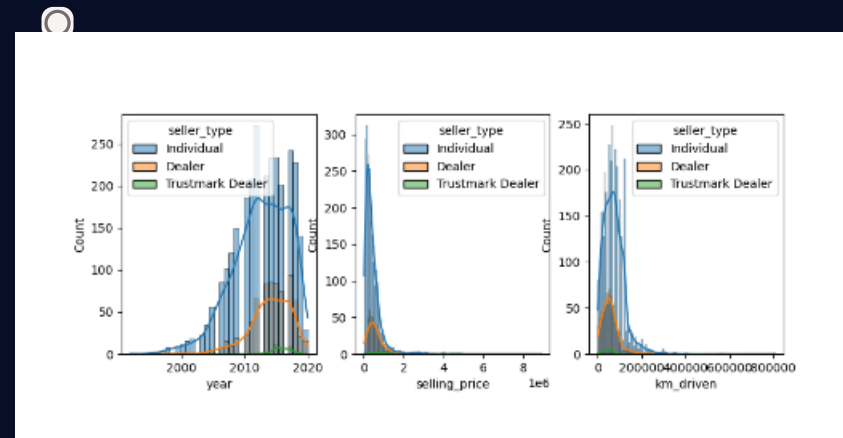 seller_type
Individual
Dealer
Trustmark Dealer
Count
250
200
150
100
50
0
2000
2010
2020
year
seller_type
Individual
Dealer
Trustmark Dealer
Count
300
250
200
150
100
50
0
0
2
4
6
8
1e6
selling_price
seller_type
Individual
Dealer
Trustmark Dealer
Count
250
200
150
100
50
0
0
200000
400000
600000
800000
km_driven